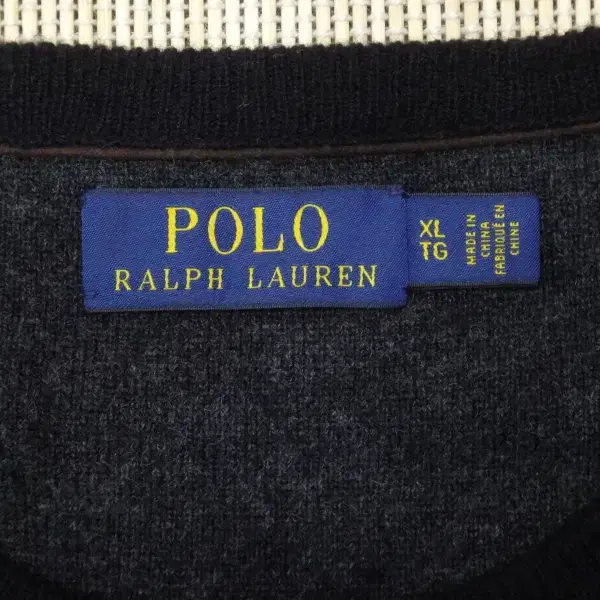 POLO
RALPH LAUREN
XL
TG
MADE IN
CHINA
FABRIQUÉ EN
CHINE